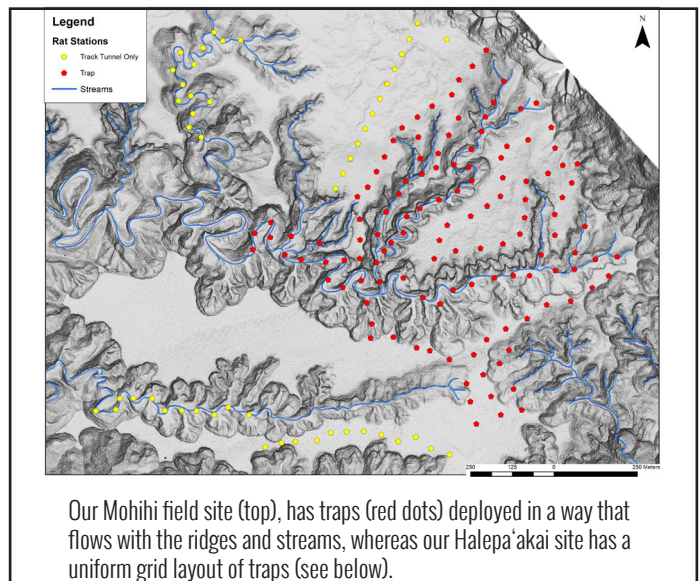 Legend
Rat Stations
Track Tunnel Only
Trap
Streams
N
250
125
0
250 Meters
Our Mohihi field site (top), has traps (red dots) deployed in a way that
flows with the ridges and streams, whereas our Halepa‘akai site has a
uniform grid layout of traps (see below).